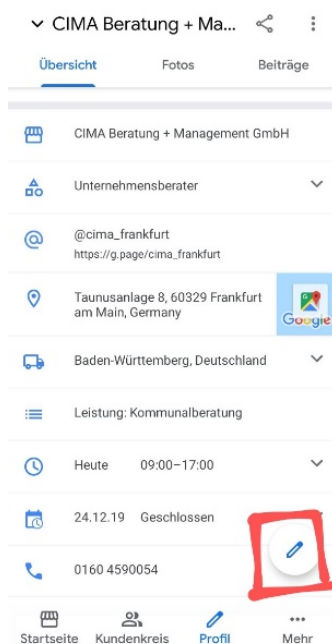 CIMA Beratung + Ma...
Übersicht Fotos Beiträge
CIMA Beratung + Management GmbH
Unternehmensberater
@cima_frankfurt
https://g.page/cima_frankfurt
Taunusanlage 8, 60329 Frankfurt
am Main, Germany
Google
Baden-Württemberg, Deutschland
Leistung: Kommunalberatung
Heute 09:00–17:00
24.12.19 Geschlossen
0160 4590054
Startseite Kundenkreis Profil Mehr